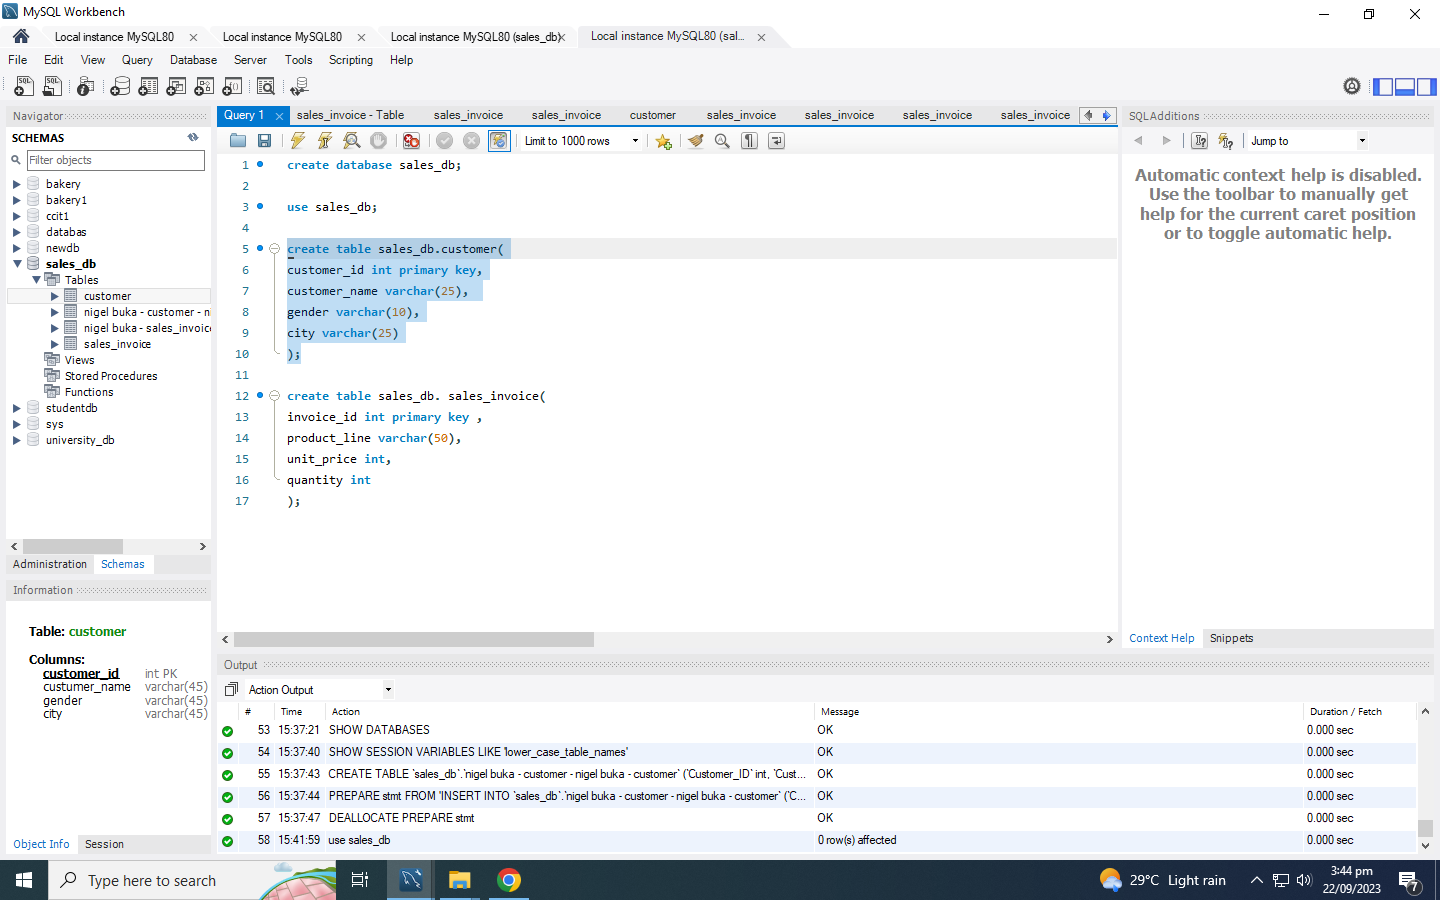 MySQL Workbench
Local instance MySQL80
Local instance MySQL80
Local instance MySQL80 (sales_db)
Local instance MySQL80 (sal...
File Edit View Query Database Server Tools Scripting Help
Navigator
SCHEMAS
Filter objects
bakery
bakery1
ccit1
databas
newdb
sales_db
Tables
customer
nigel buka - customer - ni
nigel buka - sales_invoice
sales_invoice
Views
Stored Procedures
Functions
studentdb
sys
university_db
Administration Schemas
Information
Table: customer
Columns:
customer_id int PK
custumer_name varchar(45)
gender varchar(45)
city varchar(45)
Object Info Session
Query 1 sales_invoice - Table sales_invoice sales_invoice customer sales_invoice sales_invoice sales_invoice sales_invoice
Limit to 1000 rows
1 create database sales_db;
2
3 use sales_db;
4
5 create table sales_db.customer(
6 customer_id int primary key,
7 customer_name varchar(25),
8 gender varchar(10),
9 city varchar(25)
10 );
11
12 create table sales_db. sales_invoice(
13 invoice_id int primary key ,
14 product_line varchar(50),
15 unit_price int,
16 quantity int
17 );
SQLAdditions
Jump to
Automatic context help is disabled.
Use the toolbar to manually get
help for the current caret position
or to toggle automatic help.
Context Help Snippets
Output
Action Output
# Time Action Message Duration / Fetch
53 15:37:21 SHOW DATABASES OK 0.000 sec
54 15:37:40 SHOW SESSION VARIABLES LIKE 'lower_case_table_names' OK 0.000 sec
55 15:37:43 CREATE TABLE `sales_db`.`nigel buka - customer - nigel buka - customer` (`Customer_ID` int, `Cust... OK 0.000 sec
56 15:37:44 PREPARE stmt FROM 'INSERT INTO `sales_db`.`nigel buka - customer - nigel buka - customer` (`C... OK 0.000 sec
57 15:37:47 DEALLOCATE PREPARE stmt OK 0.000 sec
58 15:41:59 use sales_db 0 row(s) affected 0.000 sec
Type here to search
29°C Light rain
3:44 pm
22/09/2023
7